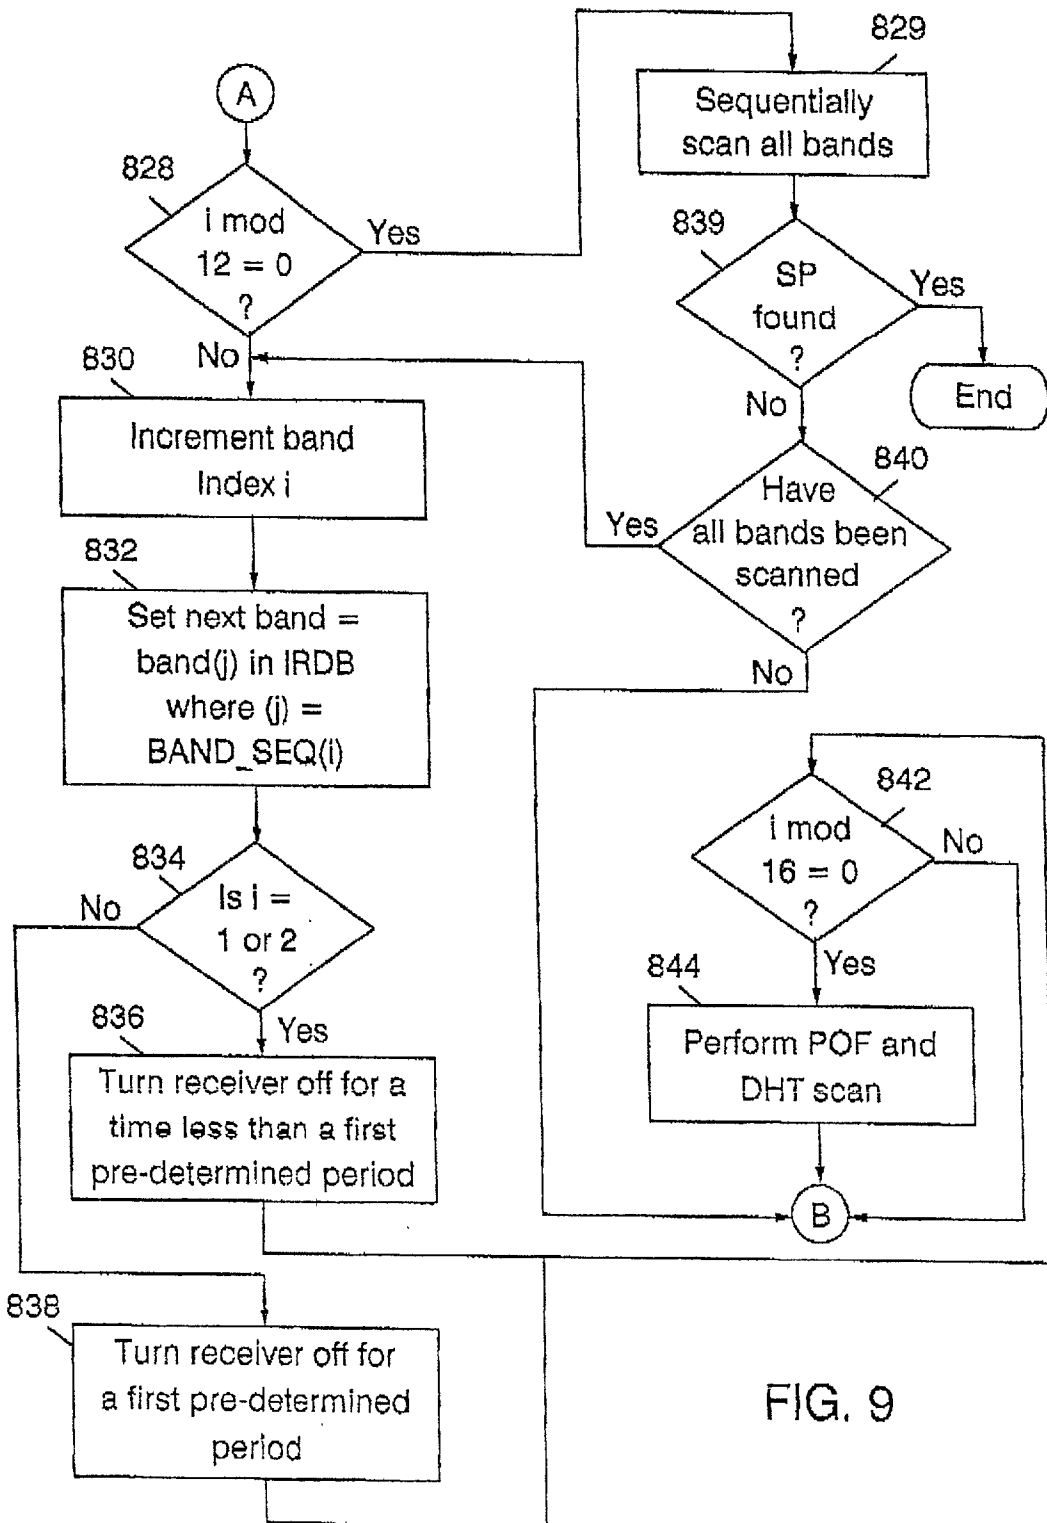 A
828
i mod
12 = 0
?
Yes
No
829
Sequentially
scan all bands
839
SP
found
?
Yes
No
End
840
Have
all bands been
scanned
?
Yes
No
830
Increment band
Index i
832
Set next band =
band(j) in IRDB
where (j) =
BAND_SEQ(i)
834
Is i =
1 or 2
?
No
Yes
836
Turn receiver off for a
time less than a first
pre-determined period
838
Turn receiver off for
a first pre-determined
period
842
i mod
16 = 0
?
No
Yes
844
Perform POF and
DHT scan
B
FIG. 9